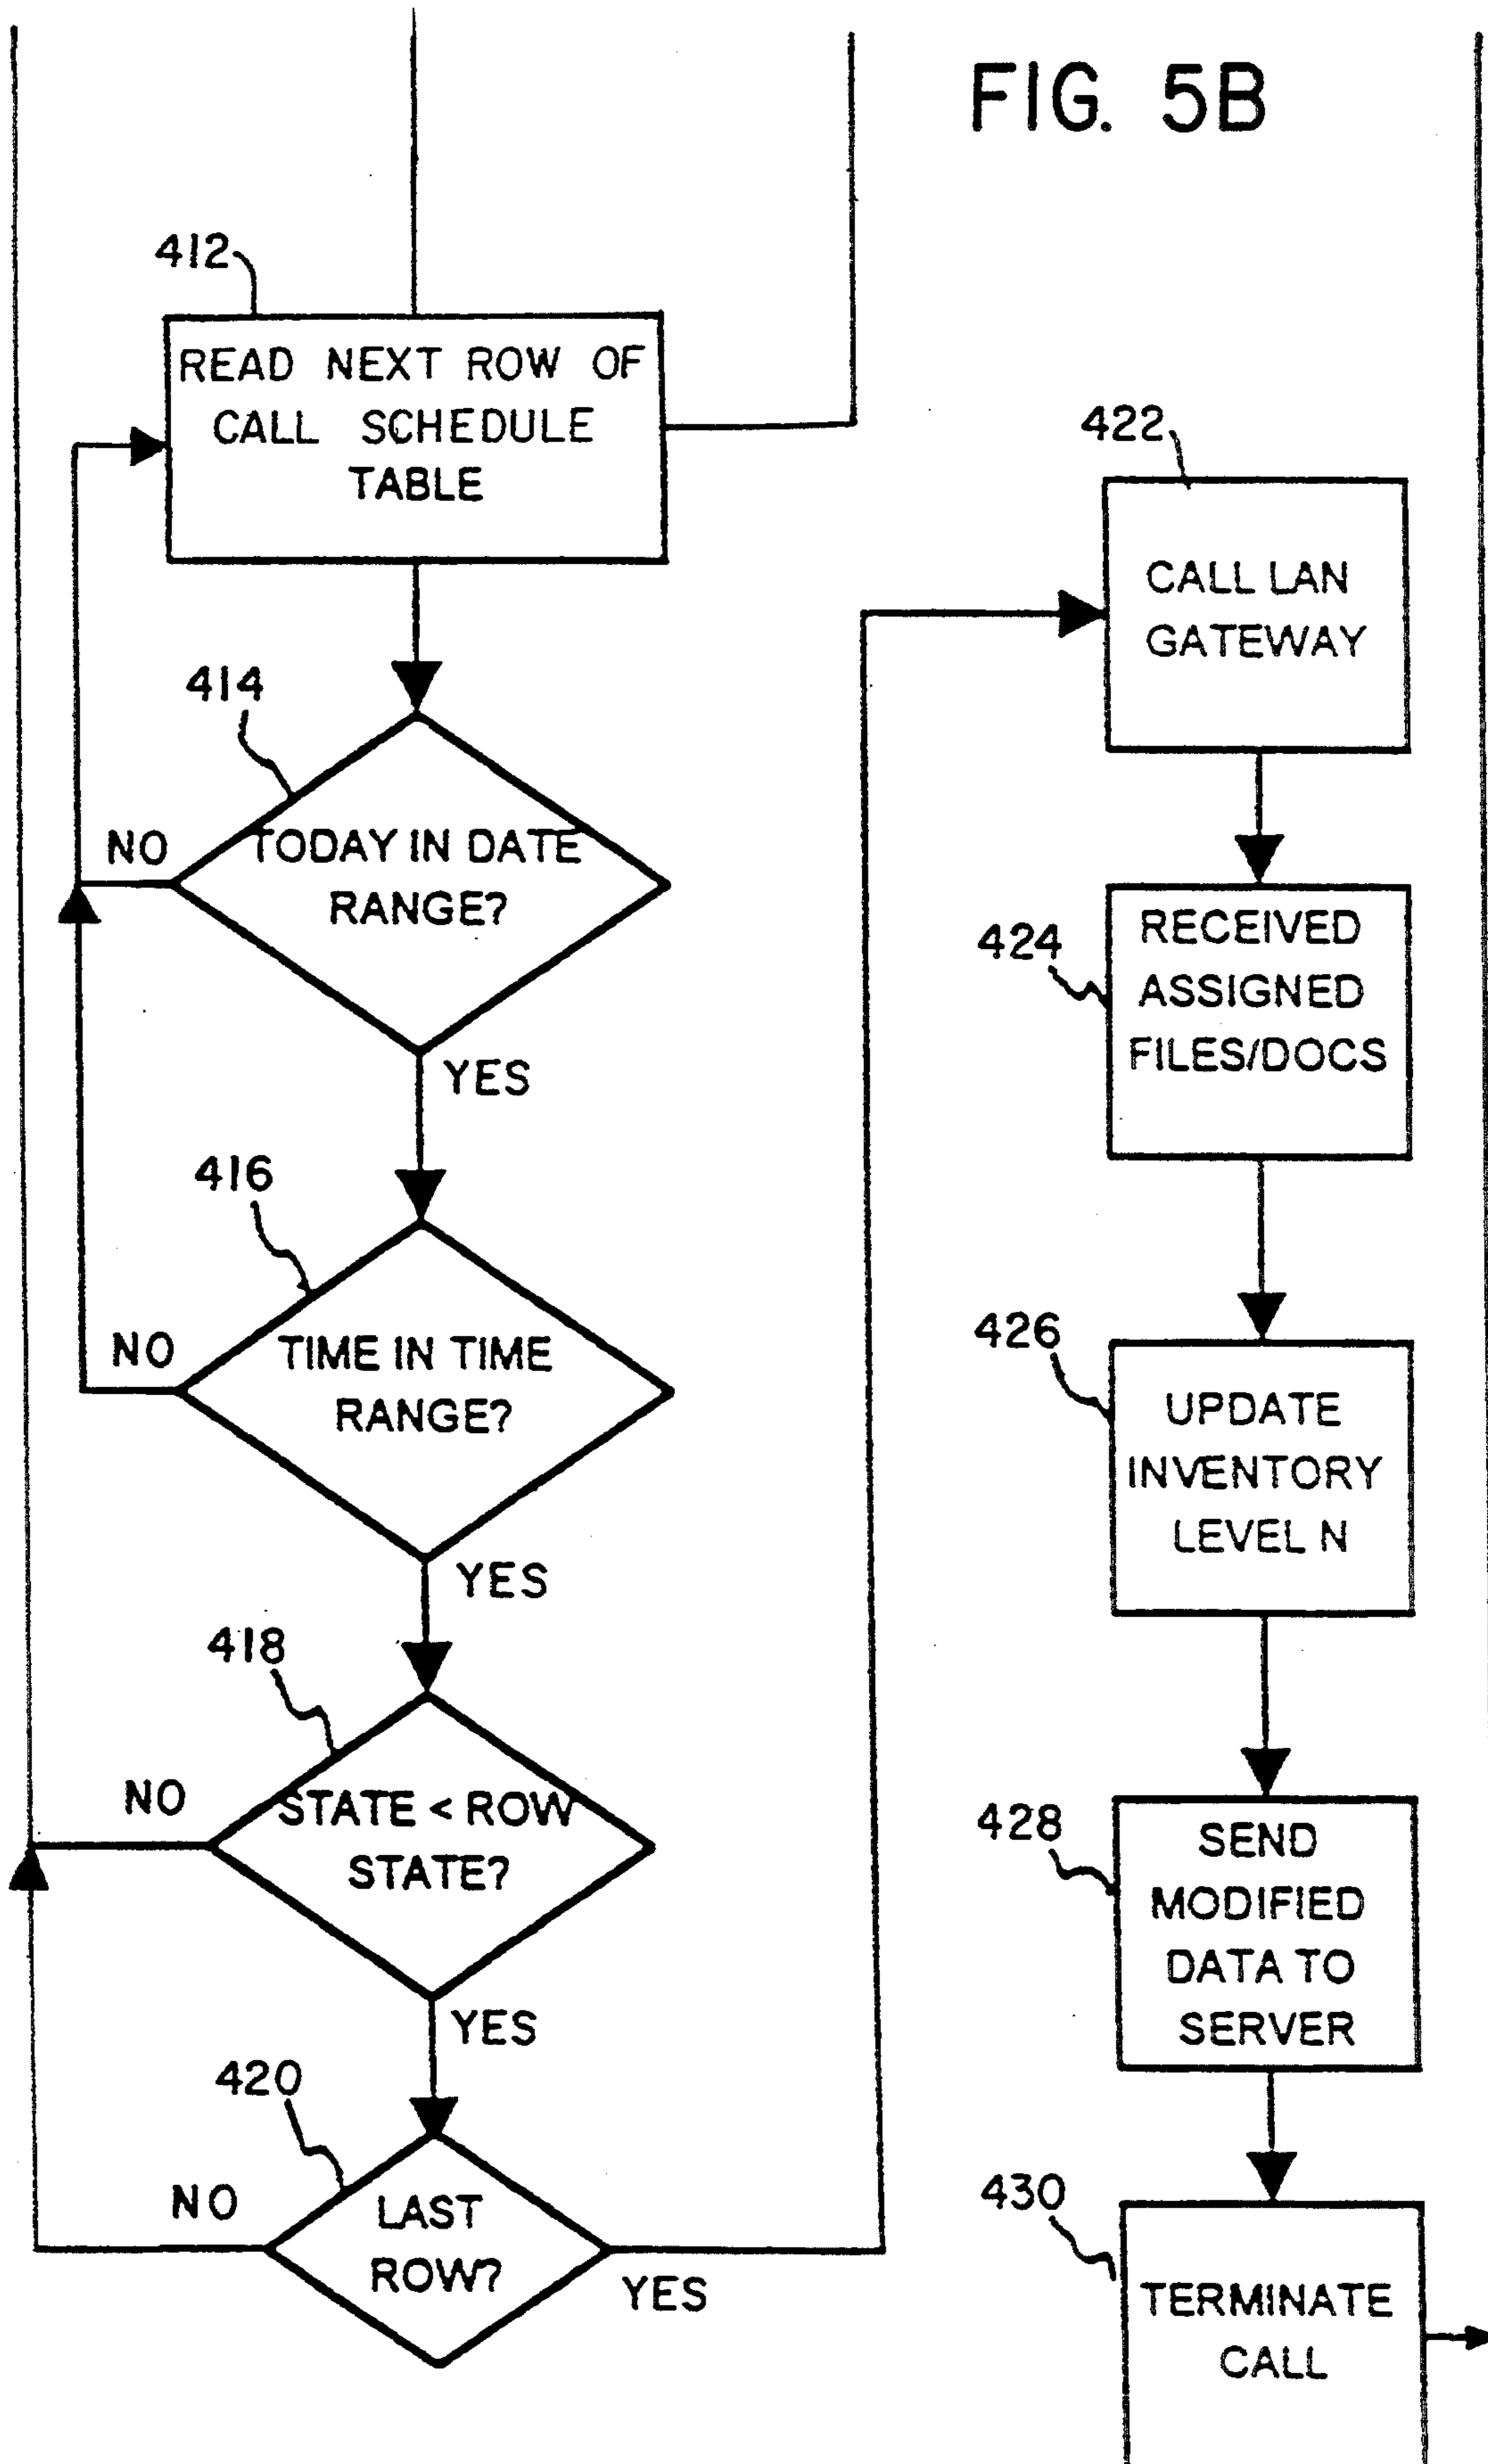 FIG. 5B
412
READ NEXT ROW OF
CALL SCHEDULE
TABLE
414
NO
TODAY IN DATE
RANGE?
YES
416
NO
TIME IN TIME
RANGE?
YES
418
NO
STATE < ROW
STATE?
YES
420
NO
LAST
ROW?
YES
422
CALL LAN
GATEWAY
424
RECEIVED
ASSIGNED
FILES/DOCS
426
UPDATE
INVENTORY
LEVEL N
428
SEND
MODIFIED
DATA TO
SERVER
430
TERMINATE
CALL